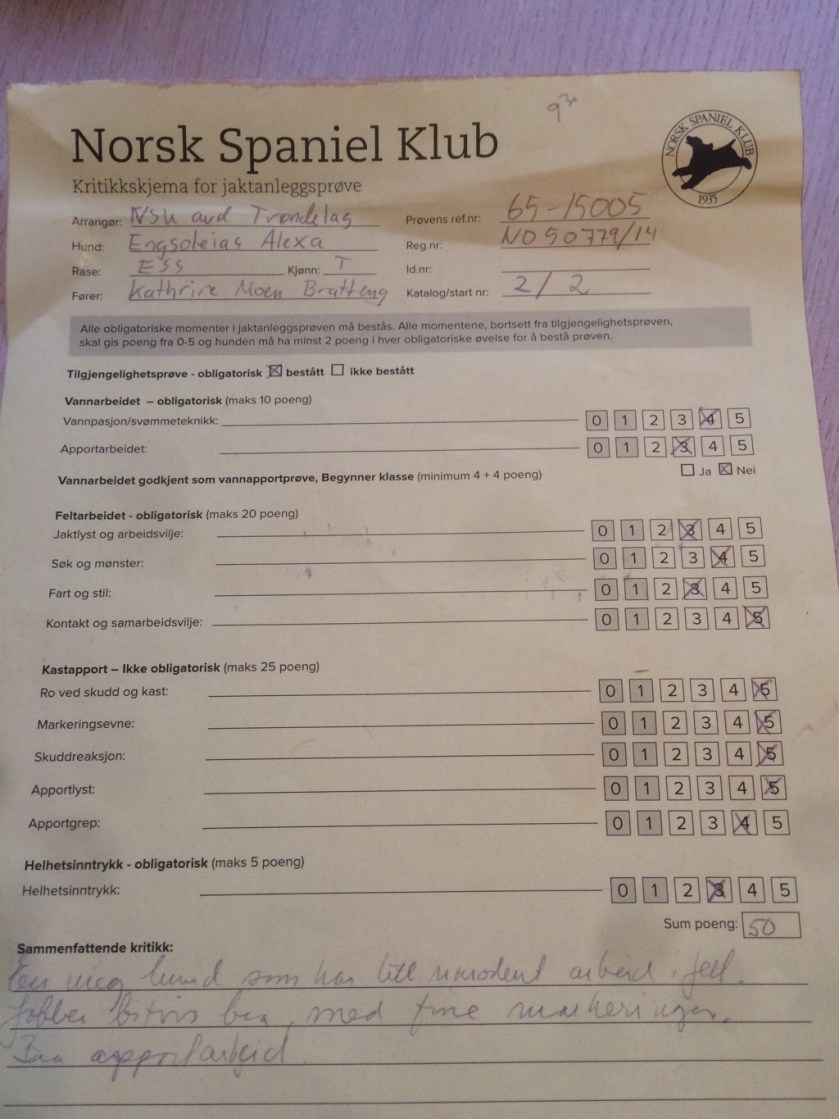 Norsk Spaniel Klub
Kritikkskjema for jaktanleggsprøve
NORSK SPANIEL KLUB
1935
Arrangør: NSK avd Trøndelag Prøvens ref.nr: 65-15005
Hund: Engsoleias Alexa Reg.nr: NO50779/14
Rase: ESS Kjønn: T Id.nr:
Fører: Kathrine Moen Bratteng Katalog/start nr: 2/2
Alle obligatoriske momenter i jaktanleggsprøven må bestås. Alle momentene, bortsett fra tilgjengelighetsprøven,
skal gis poeng fra 0-5 og hunden må ha minst 2 poeng i hver obligatoriske øvelse for å bestå prøven.
Tilgjengelighetsprøve - obligatorisk ☒ bestått ☐ ikke bestått
Vannarbeidet – obligatorisk (maks 10 poeng)
Vannpasjon/svømmeteknikk: 0 1 2 3 4 5
Apportarbeidet: 0 1 2 3 4 5
Vannarbeidet godkjent som vannapportprøve, Begynner klasse (minimum 4 + 4 poeng) ☐ Ja ☒ Nei
Feltarbeidet - obligatorisk (maks 20 poeng)
Jaktlyst og arbeidsvilje: 0 1 2 3 4 5
Søk og mønster: 0 1 2 3 4 5
Fart og stil: 0 1 2 3 4 5
Kontakt og samarbeidsvilje: 0 1 2 3 4 5
Kastapport – Ikke obligatorisk (maks 25 poeng)
Ro ved skudd og kast: 0 1 2 3 4 5
Markeringsevne: 0 1 2 3 4 5
Skuddreaksjon: 0 1 2 3 4 5
Apportlyst: 0 1 2 3 4 5
Apportgrep: 0 1 2 3 4 5
Helhetsinntrykk - obligatorisk (maks 5 poeng)
Helhetsinntrykk: 0 1 2 3 4 5
Sum poeng: 50
Sammenfattende kritikk:
hund som har litt arbeid i felt.
Jobber bitvis bra, med fine markeringer.
Bra apportarbeid